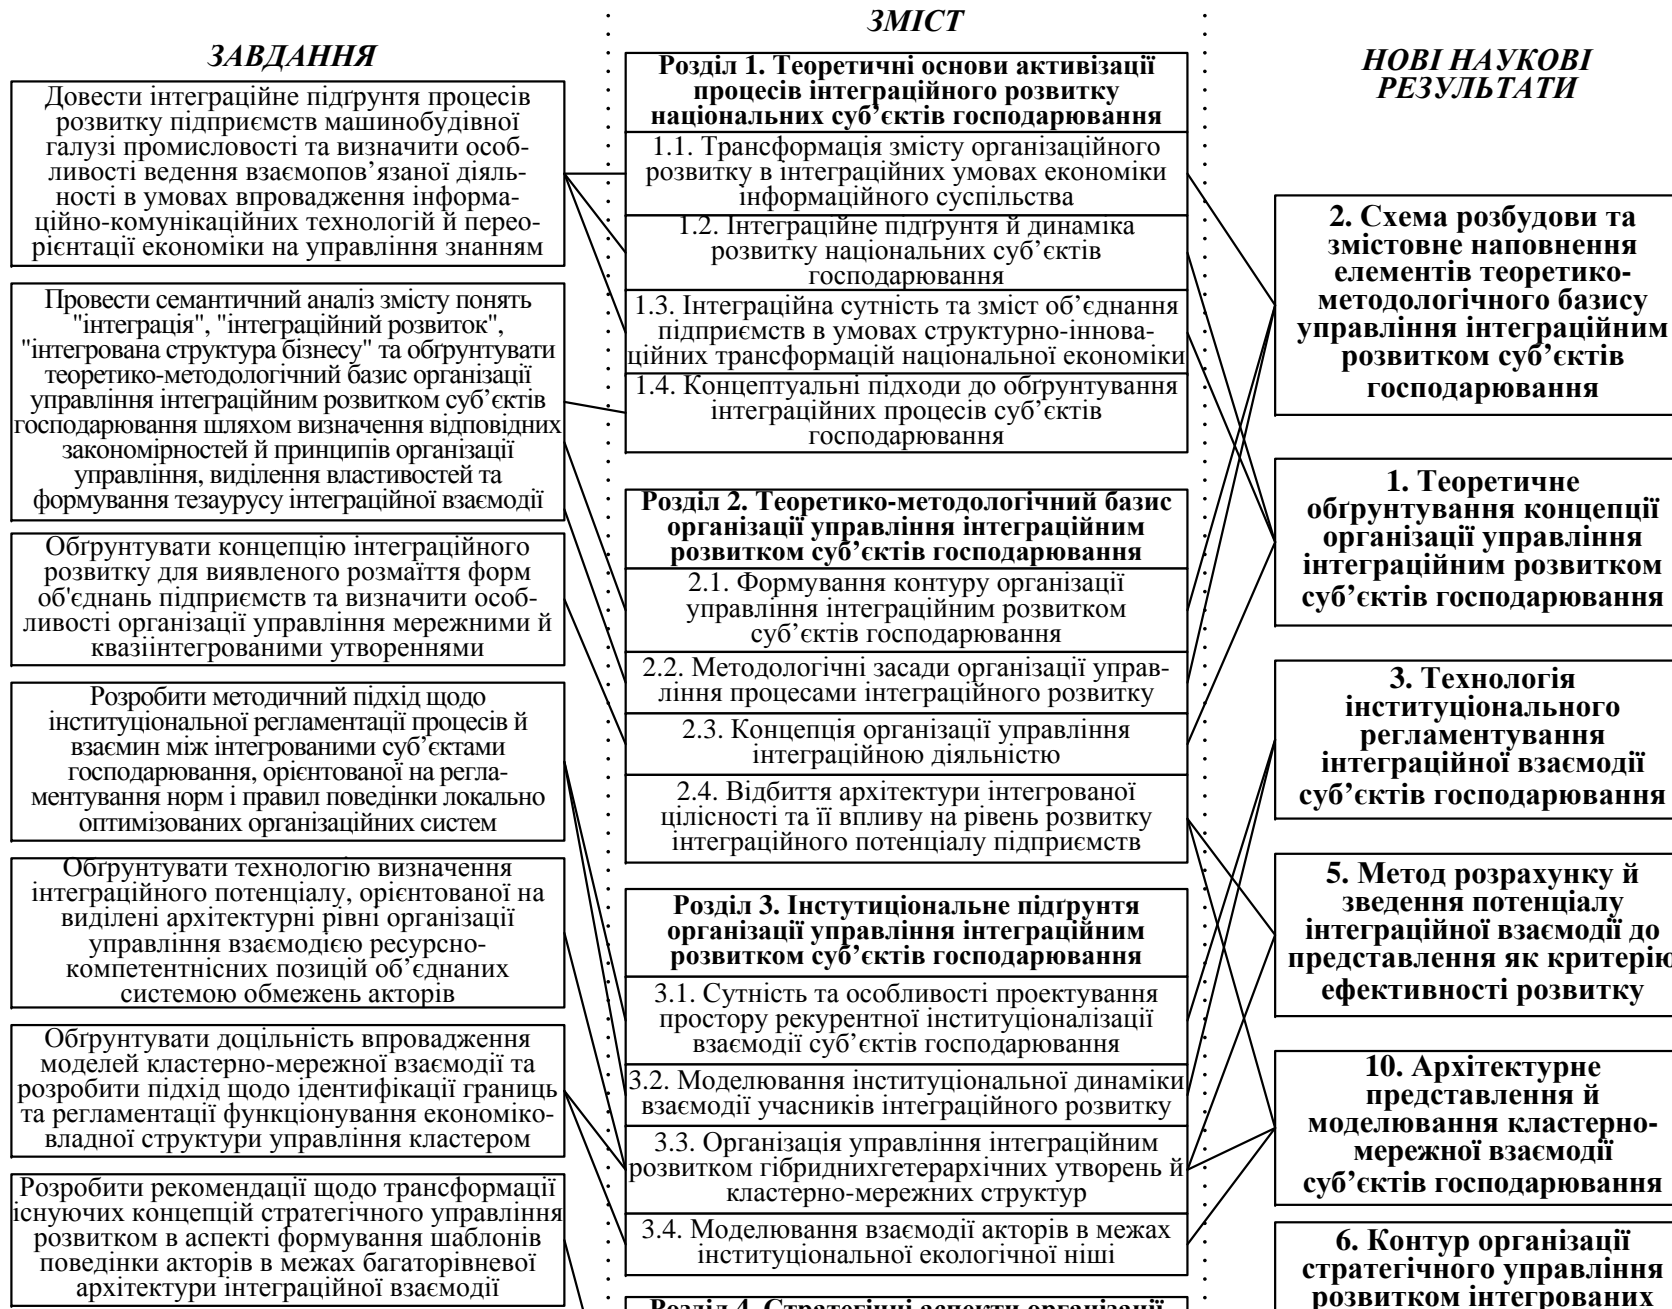 ЗАВДАННЯ
Довести інтеграційне підґрунтя процесів
розвитку підприємств машинобудівної
галузі промисловості та визначити особ-
ливості ведення взаємопов’язаної діяль-
ності в умовах впровадження інформа-
ційно-комунікаційних технологій й перео-
рієнтації економіки на управління знанням
Провести семантичний аналіз змісту понять
"інтеграція", "інтеграційний розвиток",
"інтегрована структура бізнесу" та обґрунтувати
теоретико-методологічний базис організації
управління інтеграційним розвитком суб’єктів
господарювання шляхом визначення відповідних
закономірностей й принципів організації
управління, виділення властивостей та
формування тезаурусу інтеграційної взаємодії
Обґрунтувати концепцію інтеграційного
розвитку для виявленого розмаїття форм
об'єднань підприємств та визначити особ-
ливості організації управління мережними й
квазіінтегрованими утвореннями
Розробити методичний підхід щодо
інституціональної регламентації процесів й
взаємин між інтегрованими суб’єктами
господарювання, орієнтованої на регла-
ментування норм і правил поведінки локально
оптимізованих організаційних систем
Обґрунтувати технологію визначення
інтеграційного потенціалу, орієнтованої на
виділені архітектурні рівні організації
управління взаємодією ресурсно-
компетентнісних позицій об’єднаних
системою обмежень акторів
Обґрунтувати доцільність впровадження
моделей кластерно-мережної взаємодії та
розробити підхід щодо ідентифікації границь
та регламентації функціонування економіко-
владної структури управління кластером
Розробити рекомендації щодо трансформації
існуючих концепцій стратегічного управління
розвитком в аспекті формування шаблонів
поведінки акторів в межах багаторівневої
архітектури інтеграційної взаємодії
ЗМІСТ
Розділ 1. Теоретичні основи активізації
процесів інтеграційного розвитку
національних суб’єктів господарювання
1.1. Трансформація змісту організаційного
розвитку в інтеграційних умовах економіки
інформаційного суспільства
1.2. Інтеграційне підґрунтя й динаміка
розвитку національних суб’єктів
господарювання
1.3. Інтеграційна сутність та зміст об’єднання
підприємств в умовах структурно-іннова-
ційних трансформацій національної економіки
1.4. Концептуальні підходи до обґрунтування
інтеграційних процесів суб’єктів
господарювання
Розділ 2. Теоретико-методологічний базис
організації управління інтеграційним
розвитком суб’єктів господарювання
2.1. Формування контуру організації
управління інтеграційним розвитком
суб’єктів господарювання
2.2. Методологічні засади організації управ-
ління процесами інтеграційного розвитку
2.3. Концепція організації управління
інтеграційною діяльністю
2.4. Відбиття архітектури інтегрованої
цілісності та її впливу на рівень розвитку
інтеграційного потенціалу підприємств
Розділ 3. Інстутиціональне підґрунтя
організації управління інтеграційним
розвитком суб’єктів господарювання
3.1. Сутність та особливості проектування
простору рекурентної інституціоналізації
взаємодії суб’єктів господарювання
3.2. Моделювання інституціональної динаміки
взаємодії учасників інтеграційного розвитку
3.3. Організація управління інтеграційним
розвитком гібриднихгетерархічних утворень й
кластерно-мережних структур
3.4. Моделювання взаємодії акторів в межах
інституціональної екологічної ніші
Розділ 4. Стратегічні аспекти організації
НОВІ НАУКОВІ
РЕЗУЛЬТАТИ
2. Схема розбудови та
змістовне наповнення
елементів теоретико-
методологічного базису
управління інтеграційним
розвитком суб’єктів
господарювання
1. Теоретичне
обґрунтування концепції
організації управління
інтеграційним розвитком
суб’єктів господарювання
3. Технологія
інституціонального
регламентування
інтеграційної взаємодії
суб’єктів господарювання
5. Метод розрахунку й
зведення потенціалу
інтеграційної взаємодії до
представлення як критерію
ефективності розвитку
10. Архітектурне
представлення й
моделювання кластерно-
мережної взаємодії
суб’єктів господарювання
6. Контур організації
стратегічного управління
розвитком інтегрованих